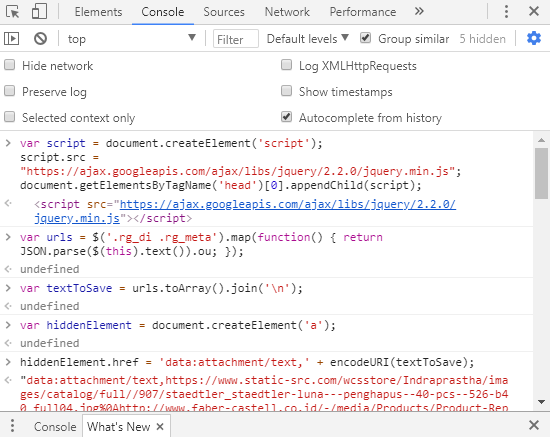 Elements Console Sources Network Performance »
top Filter Default levels ▼ Group similar 5 hidden
Hide network Log XMLHttpRequests
Preserve log Show timestamps
Selected context only Autocomplete from history
> var script = document.createElement('script');
script.src =
"https://ajax.googleapis.com/ajax/libs/jquery/2.2.0/jquery.min.js";
document.getElementsByTagName('head')[0].appendChild(script);
<script src="https://ajax.googleapis.com/ajax/libs/jquery/2.2.0/
jquery.min.js"></script>
> var urls = $('.rg_di .rg_meta').map(function() { return
JSON.parse($(this).text()).ou; });
undefined
> var textToSave = urls.toArray().join('\n');
undefined
> var hiddenElement = document.createElement('a');
undefined
> hiddenElement.href = 'data:attachment/text,' + encodeURI(textToSave);
"data:attachment/text,https://www.static-src.com/wcsstore/Indraprastha/im
ages/catalog/full//907/staedtler_staedtler-luna---penghapus--40-pcs--526-b4
0_full04.jpg%0Ahttp://www.faber-castell.co.id/-/media/Products/Product-Ren
Console What's New ×